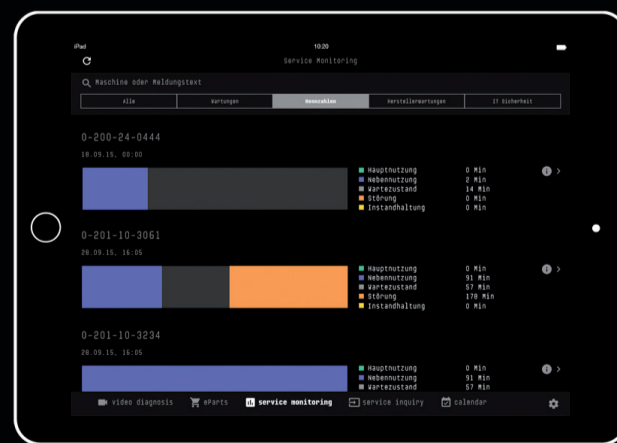 iPad 10:20
Service Monitoring
Maschine oder Meldungstext
Alle Wartungen Kennzahlen Herstellerwartungen IT Sicherheit
0-200-24-0444
18.09.15, 00:00
Hauptnutzung 0 Min
Nebennutzung 2 Min
Wartezustand 14 Min
Störung 0 Min
Instandhaltung 0 Min
0-201-10-3061
28.09.15, 16:05
Hauptnutzung 0 Min
Nebennutzung 91 Min
Wartezustand 57 Min
Störung 178 Min
Instandhaltung 0 Min
0-201-10-3234
28.09.15, 16:05
Hauptnutzung 0 Min
Nebennutzung 91 Min
Wartezustand 57 Min
video diagnosis eParts service monitoring service inquiry calendar